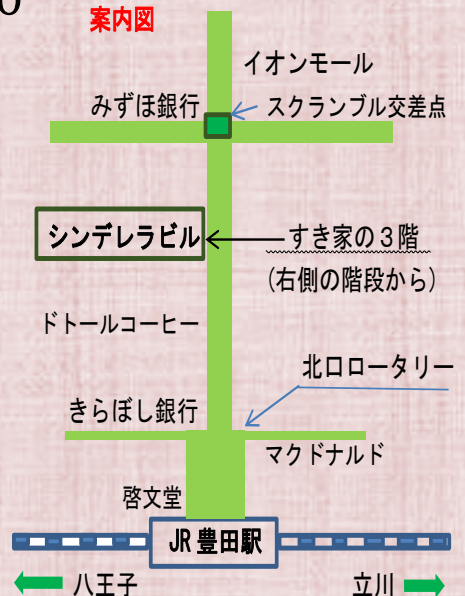 0
案内図
イオンモール
みずほ銀行
スクランブル交差点
シンデレラビル
すき家の３階
(右側の階段から)
ドトールコーヒー
北口ロータリー
きらぼし銀行
マクドナルド
啓文堂
JR 豊田駅
八王子
立川